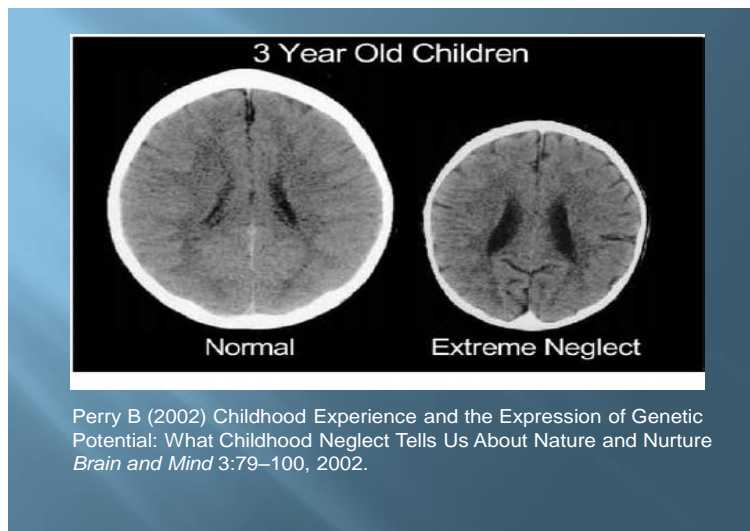 3 Year Old Children
Normal
Extreme Neglect
Perry B (2002) Childhood Experience and the Expression of Genetic
Potential: What Childhood Neglect Tells Us About Nature and Nurture
Brain and Mind 3:79–100, 2002.